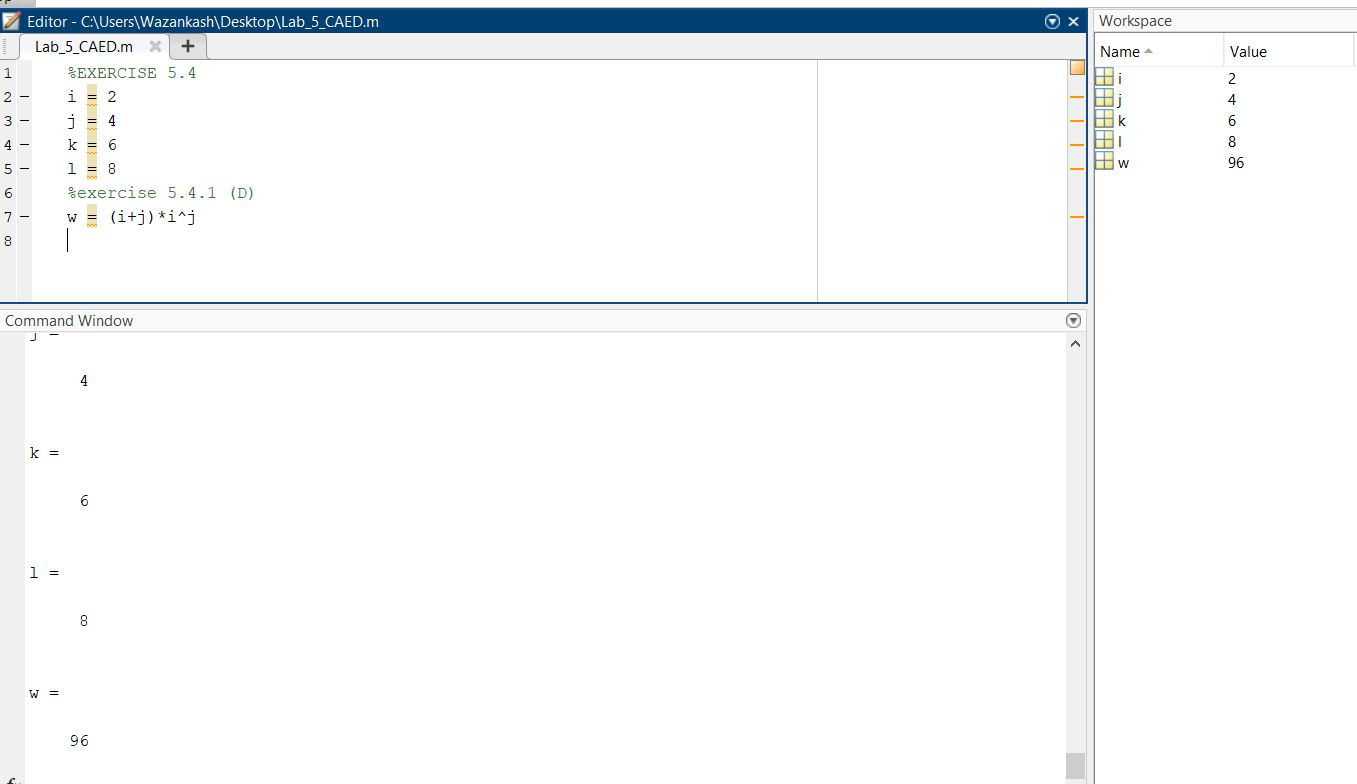 Editor - C:\Users\Wazankash\Desktop\Lab_5_CAED.m
Lab_5_CAED.m
1 %EXERCISE 5.4
2 – i = 2
3 – j = 4
4 – k = 6
5 – l = 8
6 %exercise 5.4.1 (D)
7 – w = (i+j)*i^j
8
Command Window
j =
4
k =
6
l =
8
w =
96
Workspace
Name Value
i 2
j 4
k 6
l 8
w 96